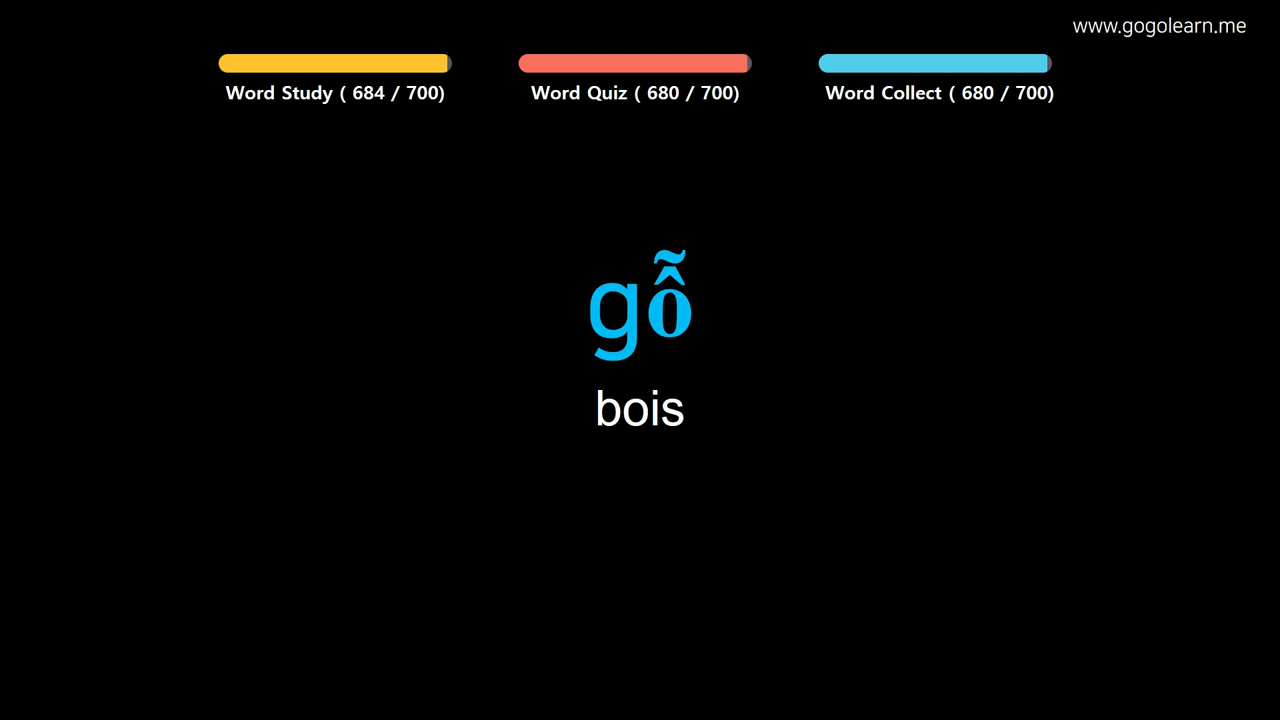 www.gogolearn.me
Word Study ( 684 / 700)
Word Quiz ( 680 / 700)
Word Collect ( 680 / 700)
gỗ
bois